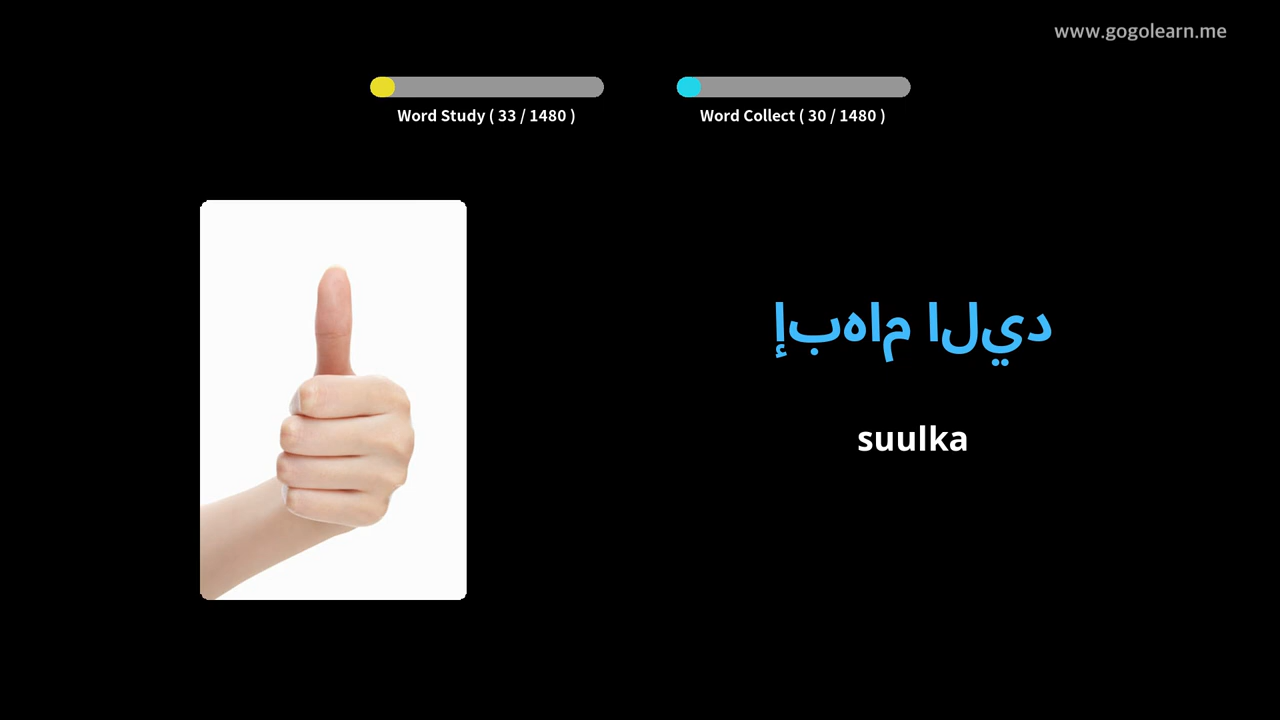 www.gogolearn.me
Word Study ( 33 / 1480 )
Word Collect ( 30 / 1480 )
إبهام اليد
suulka